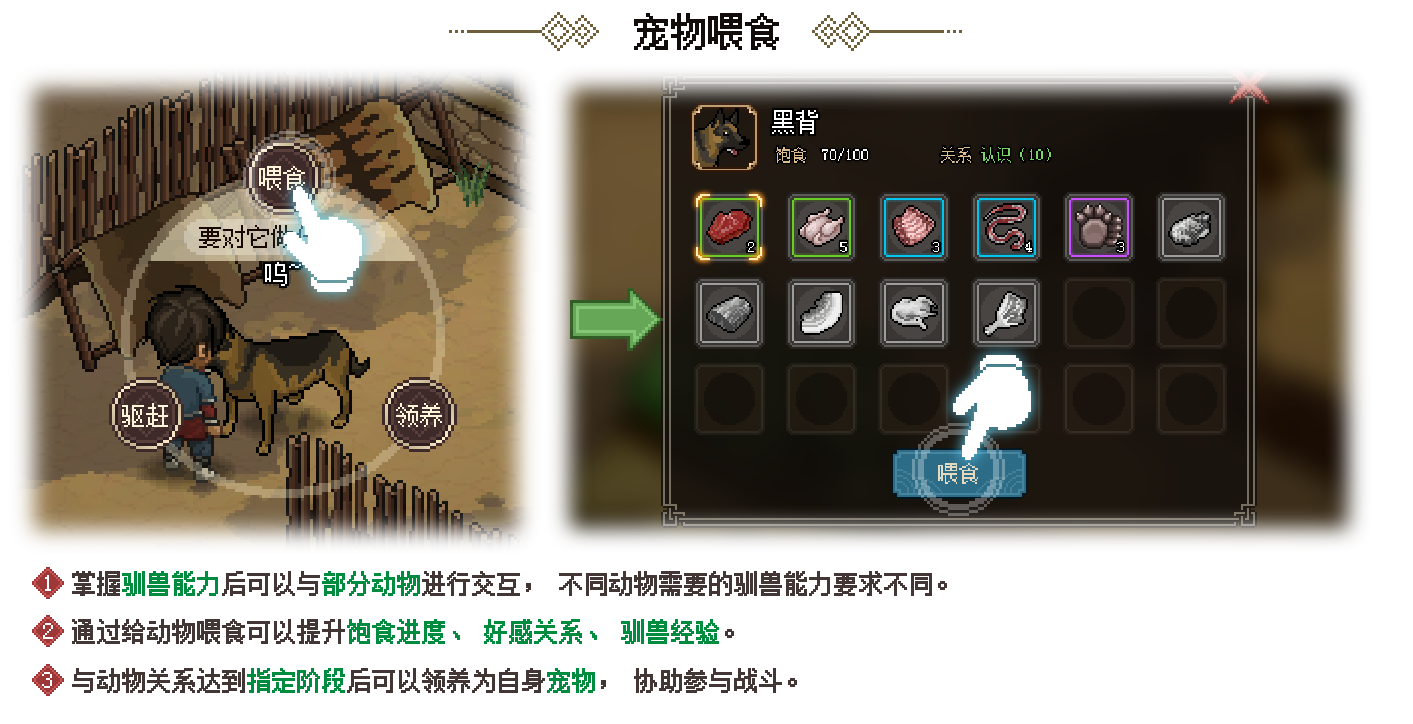 宠物喂食
喂食
要对它做
呜~
驱赶
领养
黑背
饱食 70/100 关系 认识（10）
2 5 3 4 3
喂食
1 掌握驯兽能力后可以与部分动物进行交互， 不同动物需要的驯兽能力要求不同。
2 通过给动物喂食可以提升饱食进度、 好感关系、 驯兽经验。
3 与动物关系达到指定阶段后可以领养为自身宠物， 协助参与战斗。